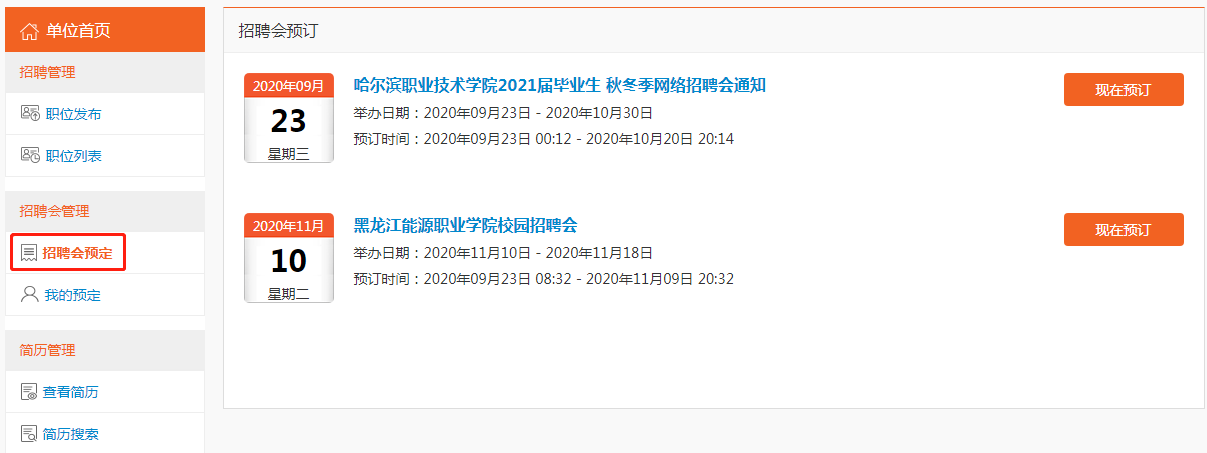 单位首页
招聘管理
职位发布
职位列表
招聘会管理
招聘会预定
我的预定
简历管理
查看简历
简历搜索
招聘会预订
2020年09月
23
星期三
哈尔滨职业技术学院2021届毕业生 秋冬季网络招聘会通知
举办日期：2020年09月23日 - 2020年10月30日
预订时间：2020年09月23日 00:12 - 2020年10月20日 20:14
现在预订
2020年11月
10
星期二
黑龙江能源职业学院校园招聘会
举办日期：2020年11月10日 - 2020年11月18日
预订时间：2020年09月23日 08:32 - 2020年11月09日 20:32
现在预订